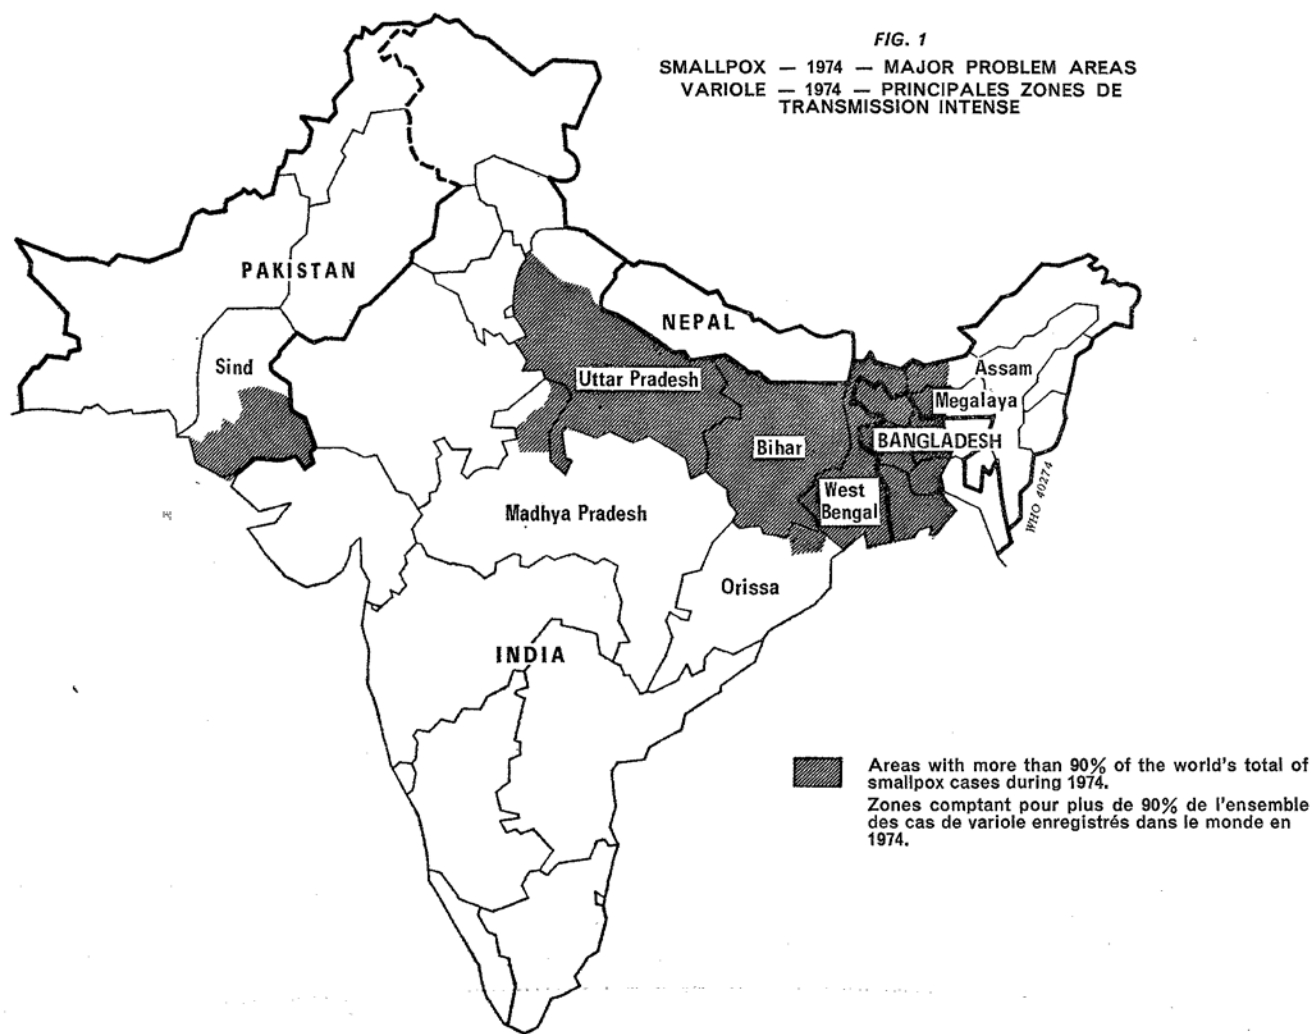 FIG. 1
SMALLPOX — 1974 — MAJOR PROBLEM AREAS
VARIOLE — 1974 — PRINCIPALES ZONES DE
TRANSMISSION INTENSE
PAKISTAN
NEPAL
Sind
Uttar Pradesh
Assam
Megalaya
Bihar
BANGLADESH
West
Bengal
Madhya Pradesh
WHO 40274
Orissa
INDIA
Areas with more than 90% of the world's total of
smallpox cases during 1974.
Zones comptant pour plus de 90% de l'ensemble
des cas de variole enregistrés dans le monde en
1974.